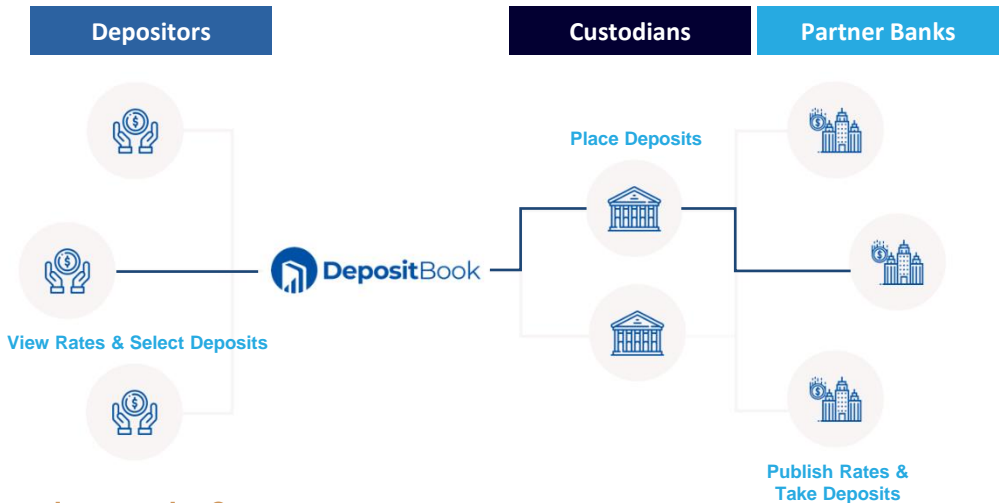 Depositors
Custodians
Partner Banks
Place Deposits
DepositBook
View Rates & Select Deposits
Publish Rates &
Take Deposits